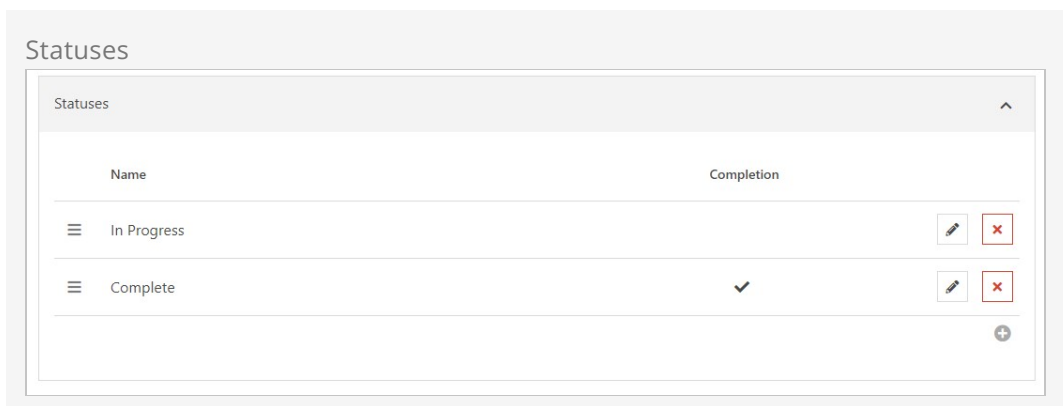 Statuses
Statuses
Name Completion
In Progress
Complete